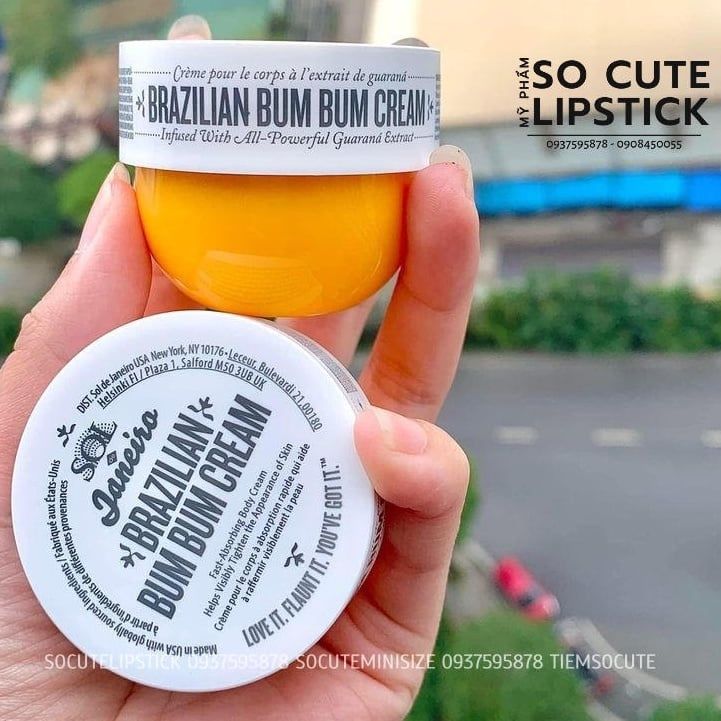 Crème pour le corps à l'extrait de guaraná
BRAZILIAN BUM BUM CREAM
Infused With All-Powerful Guaraná Extract
MỸ PHẨM
SO CUTE
LIPSTICK
0937595878 - 0908450055
DIST. Sol de Janeiro USA New York, NY 10176 • Leceur, Bulevardi 21, 00180
Helsinki FI / Plaza 1, Salford M50 3UB UK
SOL
de
Janeiro
BRAZILIAN
BUM BUM CREAM
Fast-Absorbing Body Cream
Helps Visibly Tighten the Appearance of Skin
Crème pour le corps à absorption rapide qui aide
à raffermir visiblement la peau
LOVE IT. FLAUNT IT. YOU'VE GOT IT.™
Made in USA with globally sourced ingredients / Fabriqué aux États-Unis
à partir d'ingrédients de différentes provenances
SOCUTELIPSTICK 0937595878 SOCUTEMINISIZE 0937595878 TIEMSOCUTE